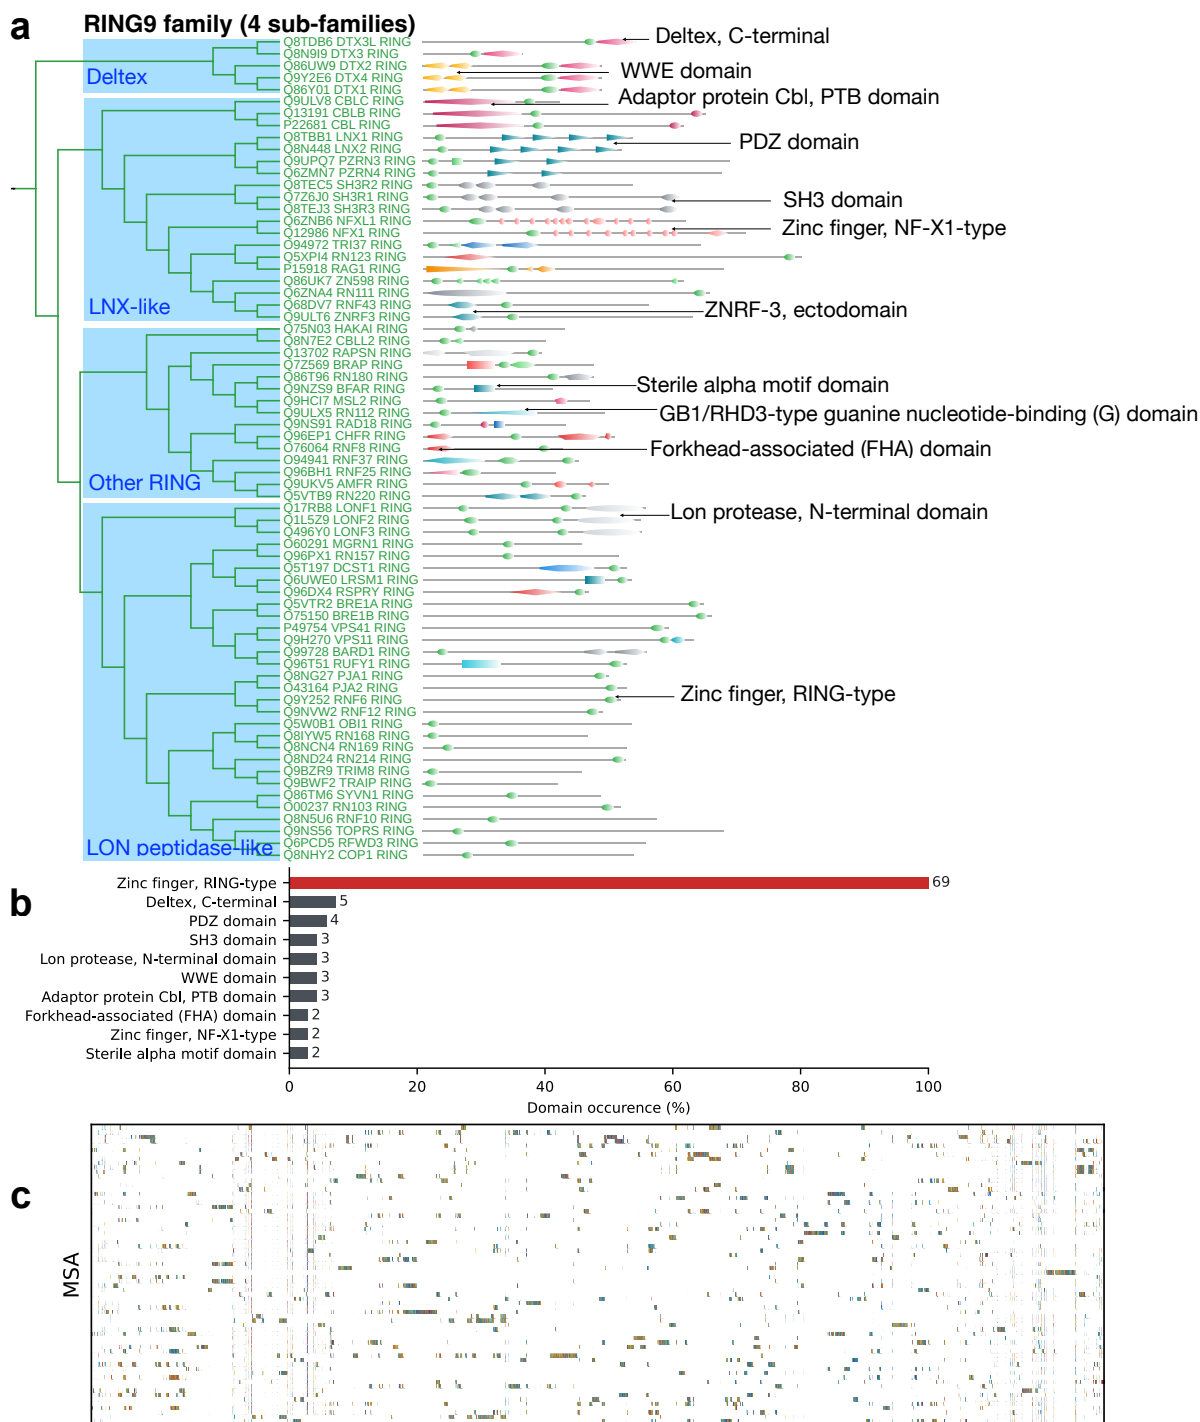 a
RING9 family (4 sub-families)
Q8TDB6 DTX3L RING
Q8N9I9 DTX3 RING
Q86UW9 DTX2 RING
Q9Y2E6 DTX4 RING
Q86Y01 DTX1 RING
Q9ULV8 CBLC RING
Q13191 CBLB RING
P22681 CBL RING
Q8TBB1 LNX1 RING
Q8N448 LNX2 RING
Q9UPQ7 PZRN3 RING
Q6ZMN7 PZRN4 RING
Q8TEC5 SH3R2 RING
Q7Z6J0 SH3R1 RING
Q8TEJ3 SH3R3 RING
Q6ZNB6 NFXL1 RING
Q12986 NFX1 RING
O94972 TRI37 RING
Q5XPI4 RN123 RING
P15918 RAG1 RING
Q86UK7 ZN598 RING
Q6ZNA4 RN111 RING
Q68DV7 RNF43 RING
Q9ULT6 ZNRF3 RING
Q75N03 HAKAI RING
Q8N7E2 CBLL2 RING
Q13702 RAPSN RING
Q7Z569 BRAP RING
Q86T96 RN180 RING
Q9NZS9 BFAR RING
Q9HCI7 MSL2 RING
Q9ULX5 RN112 RING
Q9NS91 RAD18 RING
Q96EP1 CHFR RING
O76064 RNF8 RING
O94941 RNF37 RING
Q96BH1 RNF25 RING
Q9UKV5 AMFR RING
Q5VTB9 RN220 RING
Q17RB8 LONF1 RING
Q1L5Z9 LONF2 RING
Q496Y0 LONF3 RING
O60291 MGRN1 RING
Q96PX1 RN157 RING
Q5T197 DCST1 RING
Q6UWE0 LRSM1 RING
Q96DX4 RSPRY RING
Q5VTR2 BRE1A RING
O75150 BRE1B RING
P49754 VPS41 RING
Q9H270 VPS11 RING
Q99728 BARD1 RING
Q96T51 RUFY1 RING
Q8NG27 PJA1 RING
O43164 PJA2 RING
Q9Y252 RNF6 RING
Q9NVW2 RNF12 RING
Q5W0B1 OBI1 RING
Q8IYW5 RN168 RING
Q8NCN4 RN169 RING
Q8ND24 RN214 RING
Q9BZR9 TRIM8 RING
Q9BWF2 TRAIP RING
Q86TM6 SYVN1 RING
O00237 RN103 RING
Q8N5U6 RNF10 RING
Q9NS56 TOPRS RING
Q6PCD5 RFWD3 RING
Q8NHY2 COP1 RING
Deltex
LNX-like
Other RING
LON peptidase-like
Deltex, C-terminal
WWE domain
Adaptor protein Cbl, PTB domain
PDZ domain
SH3 domain
Zinc finger, NF-X1-type
ZNRF-3, ectodomain
Sterile alpha motif domain
GB1/RHD3-type guanine nucleotide-binding (G) domain
Forkhead-associated (FHA) domain
Lon protease, N-terminal domain
Zinc finger, RING-type
b
Zinc finger, RING-type 69
Deltex, C-terminal 5
PDZ domain 4
SH3 domain 3
Lon protease, N-terminal domain 3
WWE domain 3
Adaptor protein Cbl, PTB domain 3
Forkhead-associated (FHA) domain 2
Zinc finger, NF-X1-type 2
Sterile alpha motif domain 2
0 20 40 60 80 100
Domain occurence (%)
c
MSA